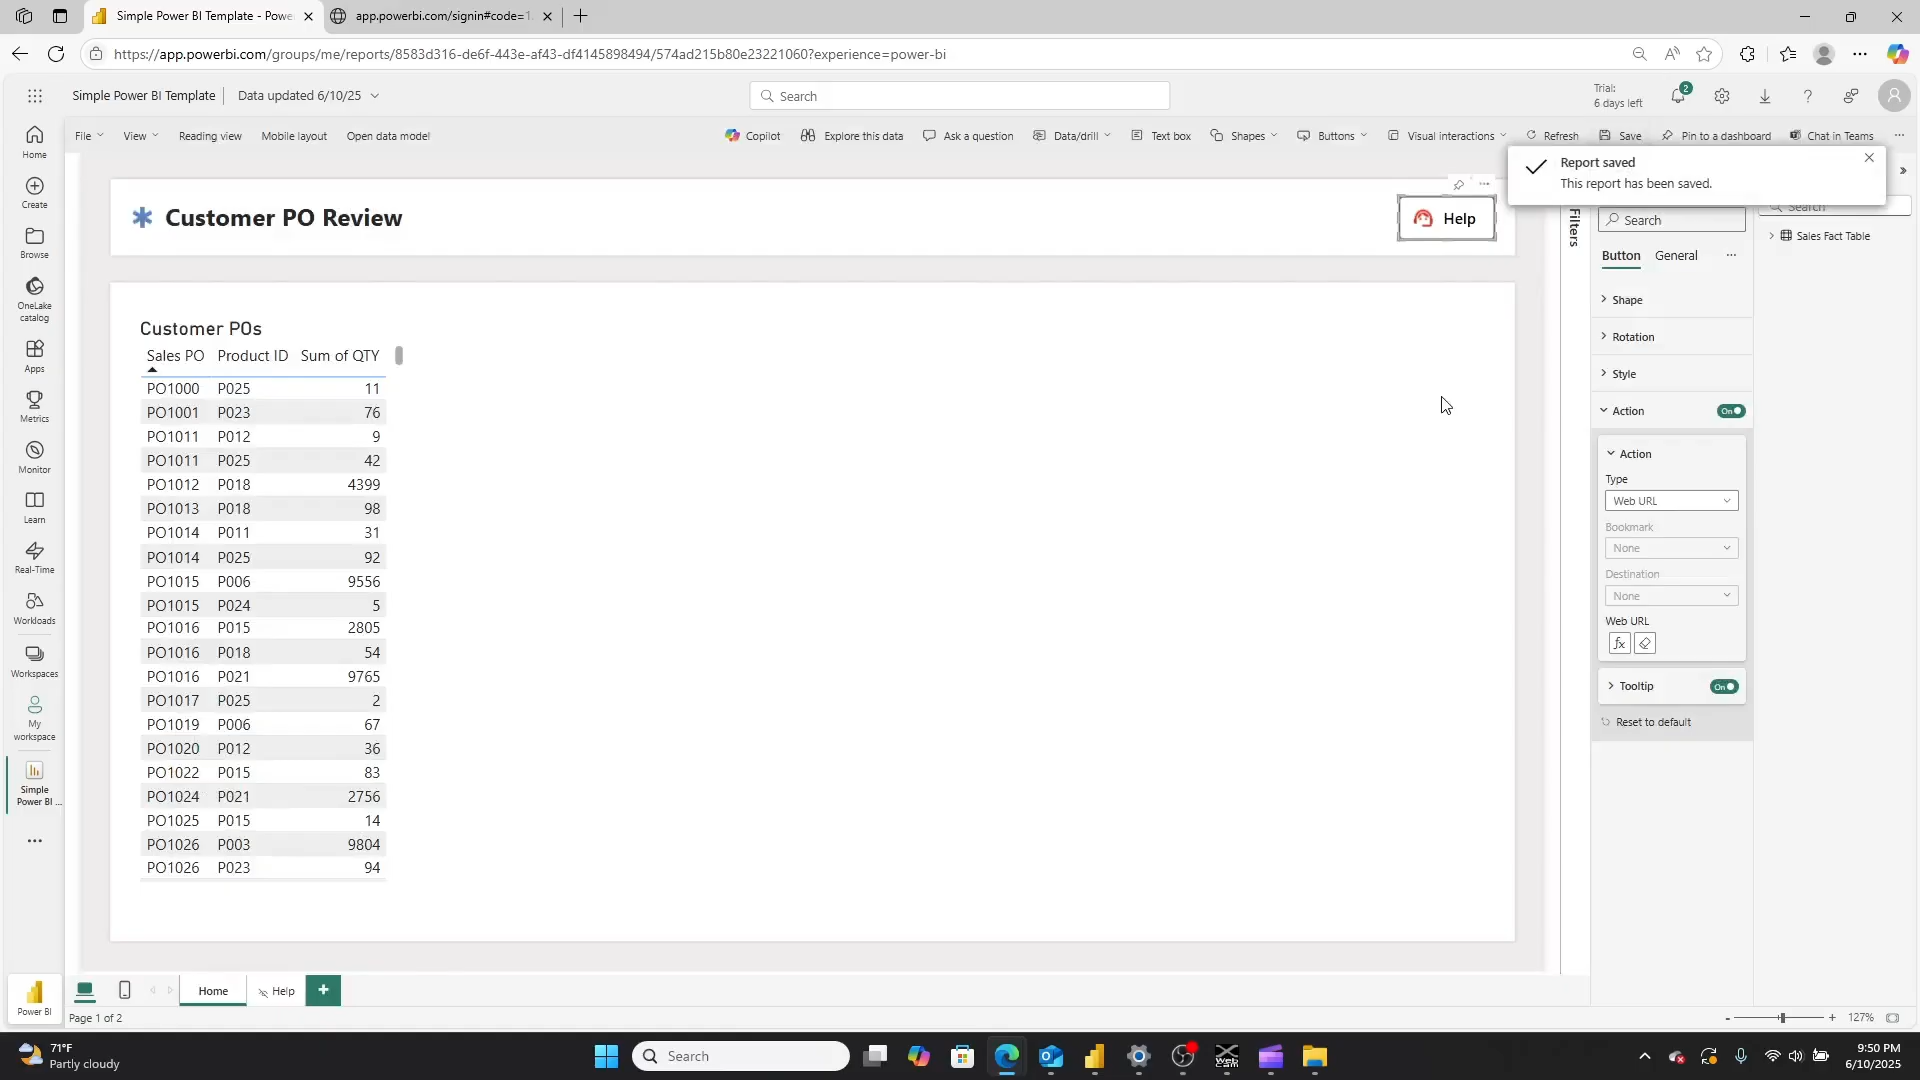 Simple Power BI Template - Powe
app.powerbi.com/signin#code=1.
https://app.powerbi.com/groups/me/reports/8583d316-de6f-443e-af43-df4145898494/574ad215b80e23221060?experience=power-bi
Simple Power BI Template
Data updated 6/10/25
Search
Trial:
6 days left
2
File
View
Reading view
Mobile layout
Open data model
Copilot
Explore this data
Ask a question
Data/drill
Text box
Shapes
Buttons
Visual interactions
Refresh
Save
Pin to a dashboard
Chat in Teams
Report saved
This report has been saved.
Home
Create
Browse
OneLake
catalog
Apps
Metrics
Monitor
Learn
Real-Time
Workloads
Workspaces
My
workspace
Simple
Power BI ...
Power BI
Customer PO Review
Help
Customer POs
Sales PO Product ID Sum of QTY
PO1000 P025 11
PO1001 P023 76
PO1011 P012 9
PO1011 P025 42
PO1012 P018 4399
PO1013 P018 98
PO1014 P011 31
PO1014 P025 92
PO1015 P006 9556
PO1015 P024 5
PO1016 P015 2805
PO1016 P018 54
PO1016 P021 9765
PO1017 P025 2
PO1019 P006 67
PO1020 P012 36
PO1022 P015 83
PO1024 P021 2756
PO1025 P015 14
PO1026 P003 9804
PO1026 P023 94
Filters
Search
Button
General
Shape
Rotation
Style
Action
On
Action
Type
Web URL
Bookmark
None
Destination
None
Web URL
fx
Tooltip
On
Reset to default
Search
Sales Fact Table
Home
Help
Page 1 of 2
127%
71°F
Partly cloudy
Search
9:50 PM
6/10/2025